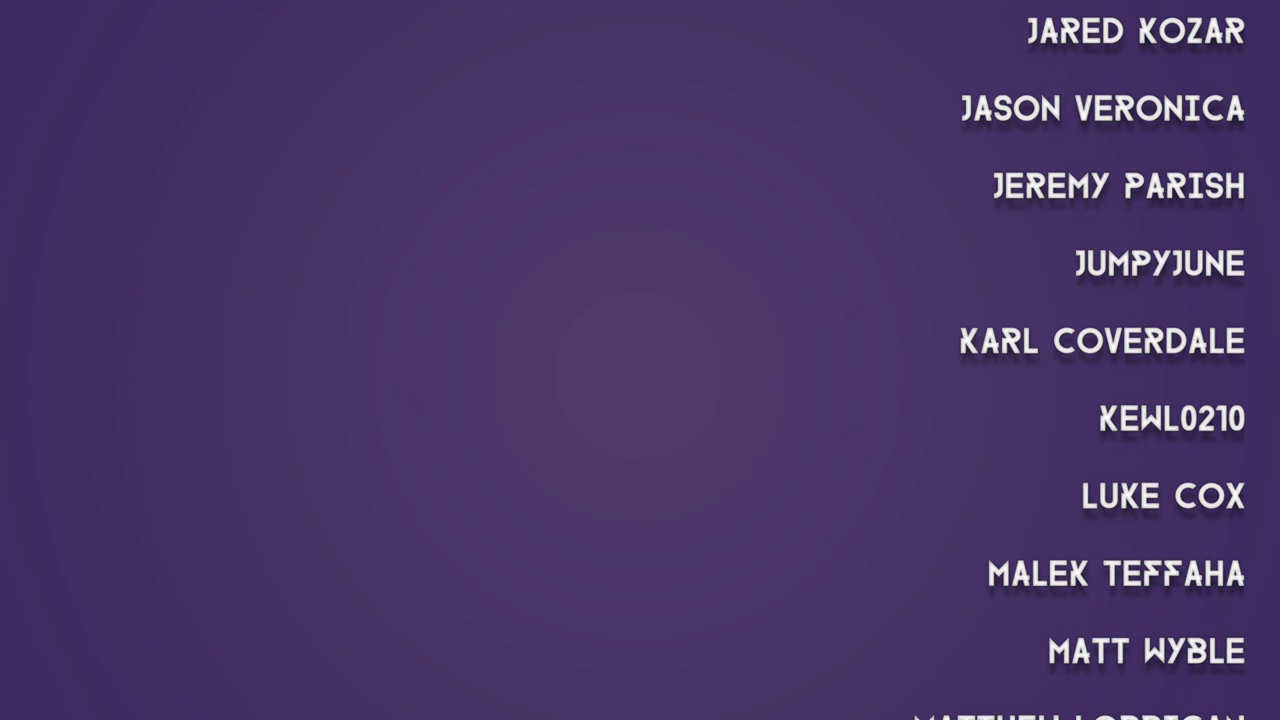 JARED KOZAR
JASON VERONICA
JEREMY PARISH
JUMPYJUNE
KARL COVERDALE
KEWL0210
LUKE COX
MALEK TEFFAHA
MATT WYBLE